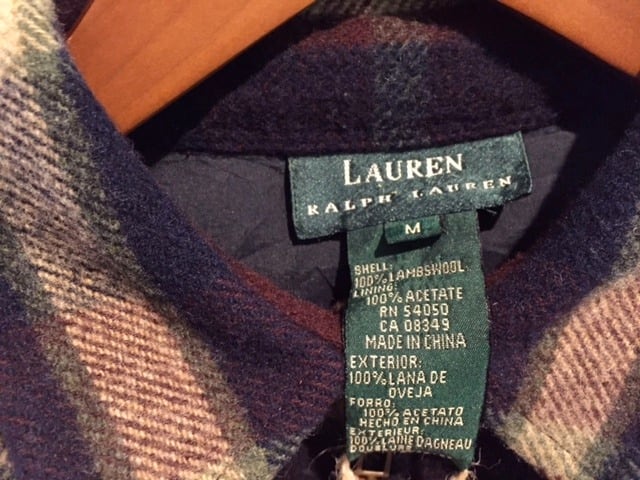 LAUREN
RALPH LAUREN
M
SHELL:
100% LAMBSWOOL
LINING:
100% ACETATE
RN 54050
CA 08349
MADE IN CHINA
EXTERIOR:
100% LANA DE
OVEJA
FORRO:
100% ACETATO
HECHO EN CHINA
EXTERIEUR:
100% LAINE D'AGNEAU
DOUBLURE